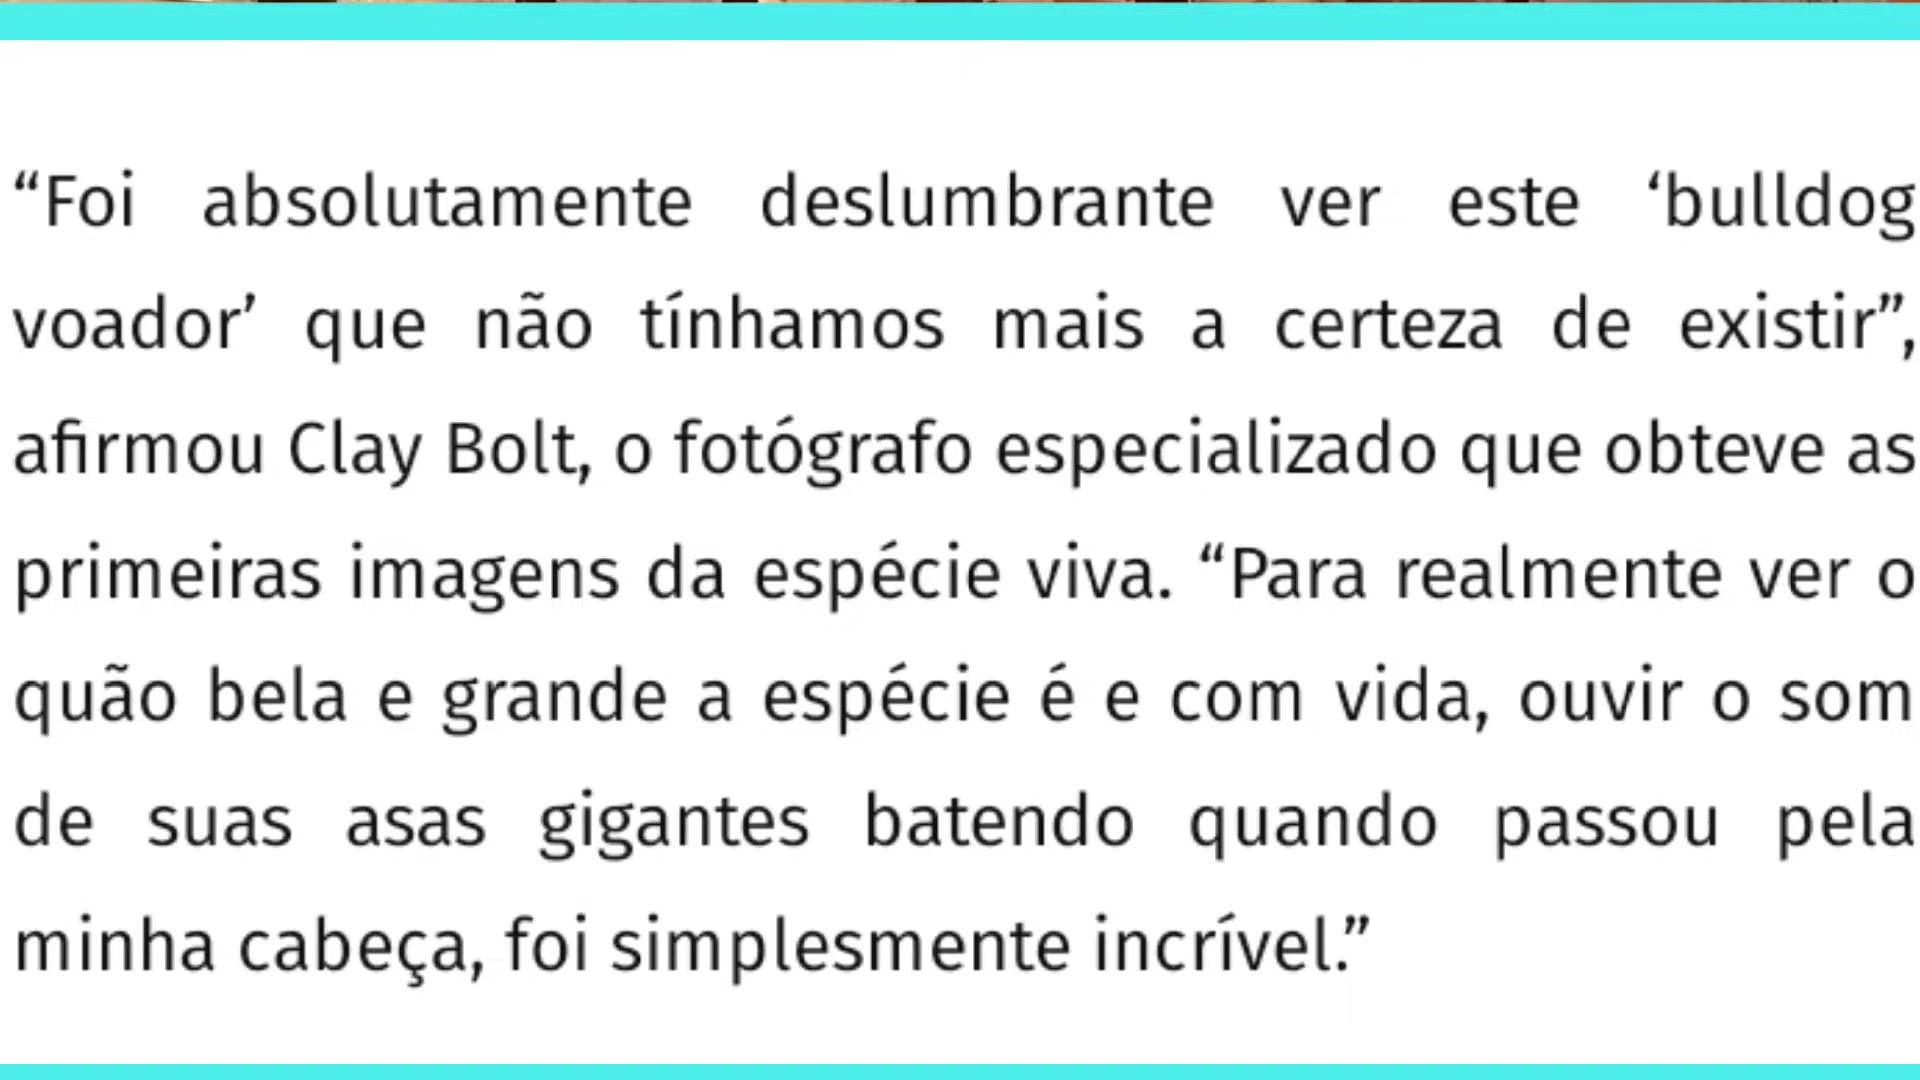 “Foi absolutamente deslumbrante ver este ‘bulldog
voador’ que não tínhamos mais a certeza de existir”,
afirmou Clay Bolt, o fotógrafo especializado que obteve as
primeiras imagens da espécie viva. “Para realmente ver o
quão bela e grande a espécie é e com vida, ouvir o som
de suas asas gigantes batendo quando passou pela
minha cabeça, foi simplesmente incrível.”